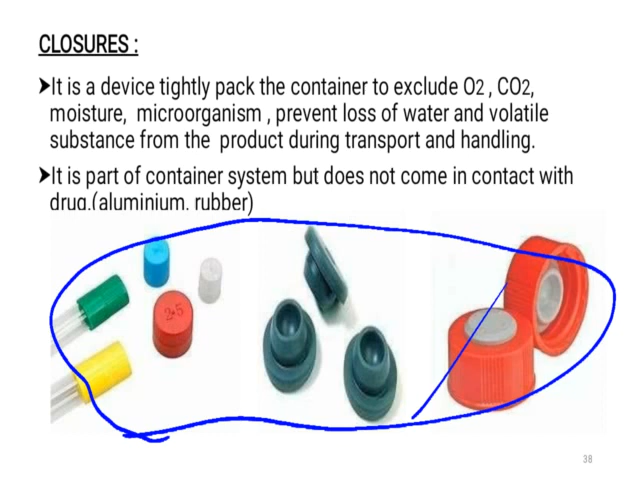 CLOSURES :
➤It is a device tightly pack the container to exclude O2 , CO2,
moisture,  microorganism , prevent loss of water and volatile
substance from the  product during transport and handling.
➤It is part of container system but does not come in contact with
drug.(aluminium, rubber)
2•5
38